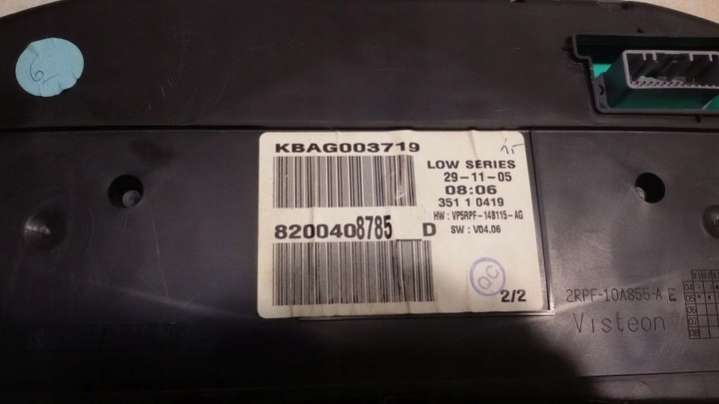 KBAG003719
LOW SERIES
29-11-05
08:06
351 1 0419
HW : VP5RPF-14B115-AG
SW : V04.06
8200408785__D
QC
2/2
2RPF-10A855-A E
Visteon